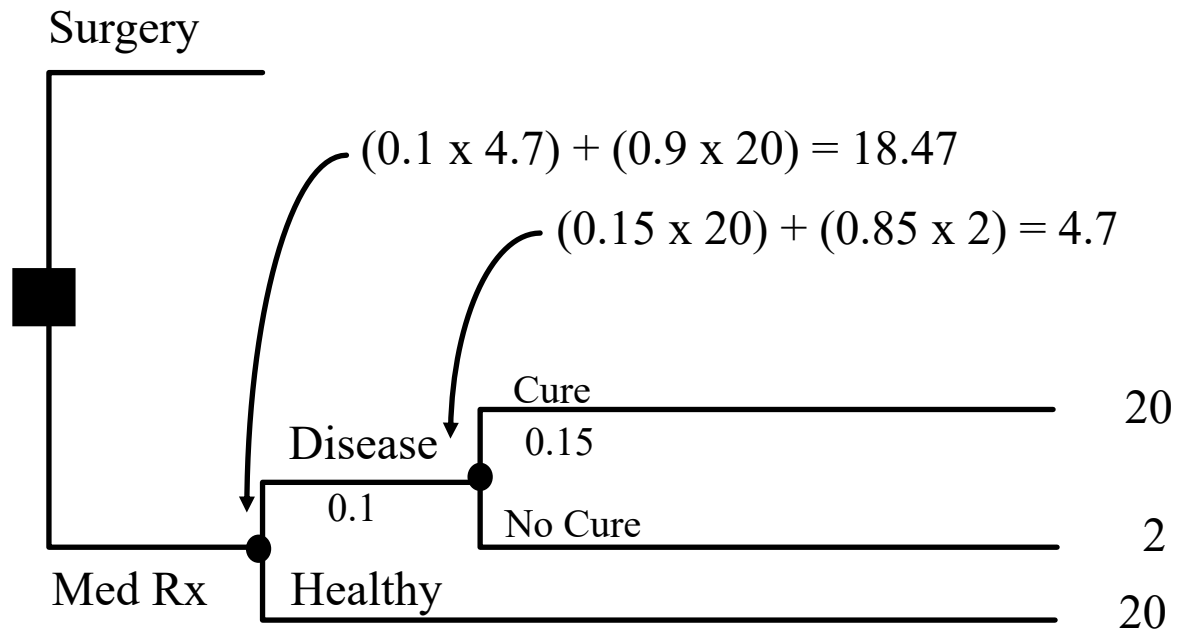 Surgery
(0.1 x 4.7) + (0.9 x 20) = 18.47
(0.15 x 20) + (0.85 x 2) = 4.7
Cure
20
Disease
0.15
0.1
No Cure
2
Med Rx
Healthy
20